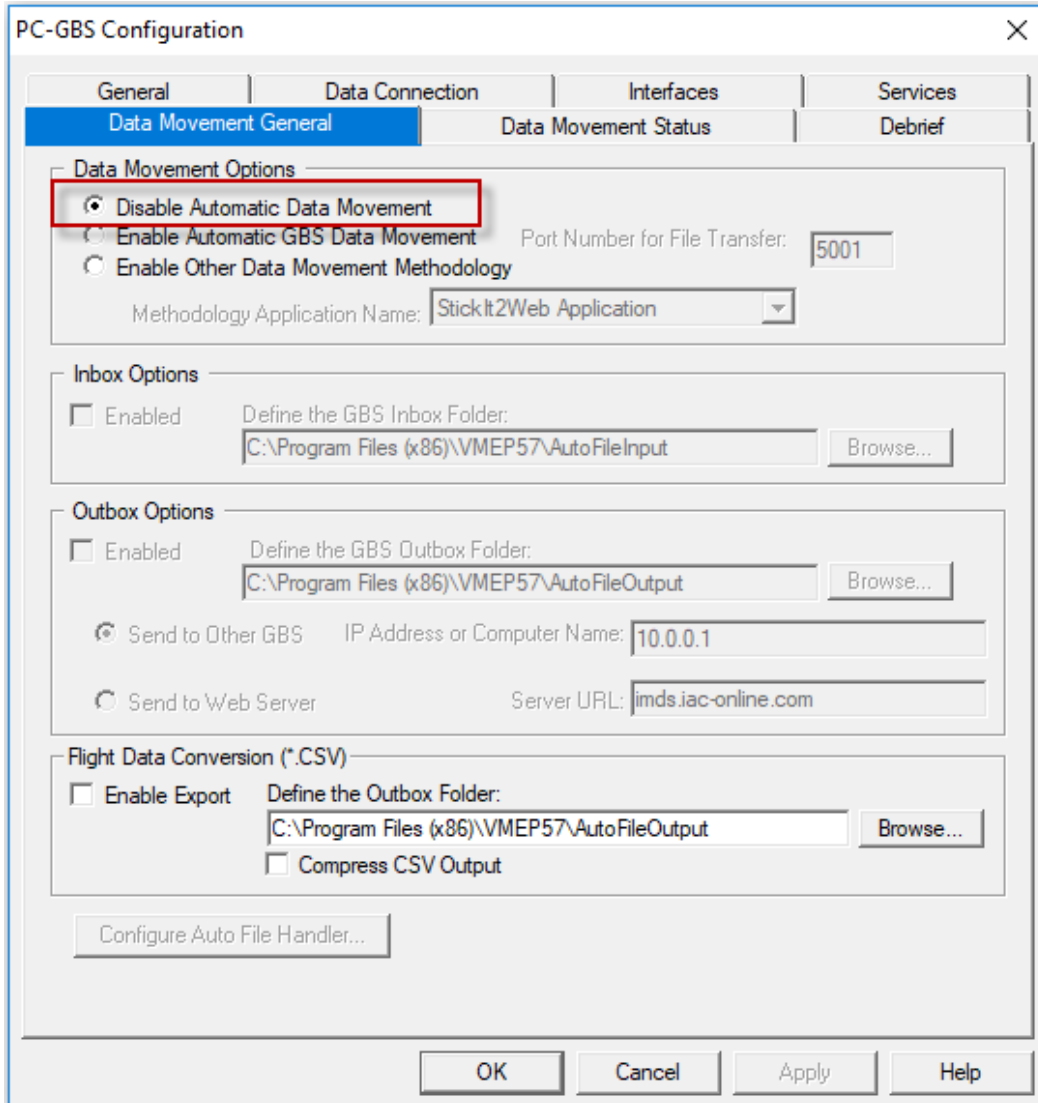 PC-GBS Configuration
General Data Connection Interfaces Services
Data Movement General Data Movement Status Debrief
Data Movement Options
Disable Automatic Data Movement
Enable Automatic GBS Data Movement Port Number for File Transfer: 5001
Enable Other Data Movement Methodology
Methodology Application Name: StickIt2Web Application
Inbox Options
Enabled Define the GBS Inbox Folder:
C:\Program Files (x86)\VMEP57\AutoFileInput Browse...
Outbox Options
Enabled Define the GBS Outbox Folder:
C:\Program Files (x86)\VMEP57\AutoFileOutput Browse...
Send to Other GBS IP Address or Computer Name: 10.0.0.1
Send to Web Server Server URL: imds.iac-online.com
Flight Data Conversion (*.CSV)
Enable Export Define the Outbox Folder:
C:\Program Files (x86)\VMEP57\AutoFileOutput Browse...
Compress CSV Output
Configure Auto File Handler...
OK Cancel Apply Help